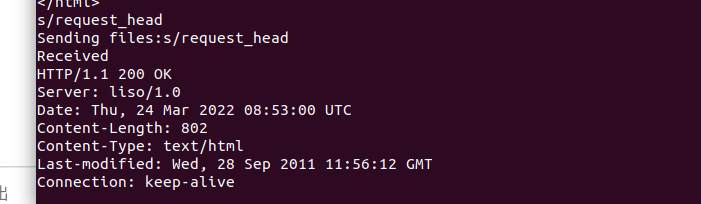 </html>
s/request_head
Sending files:s/request_head
Received
HTTP/1.1 200 OK
Server: liso/1.0
Date: Thu, 24 Mar 2022 08:53:00 UTC
Content-Length: 802
Content-Type: text/html
Last-modified: Wed, 28 Sep 2011 11:56:12 GMT
Connection: keep-alive
出